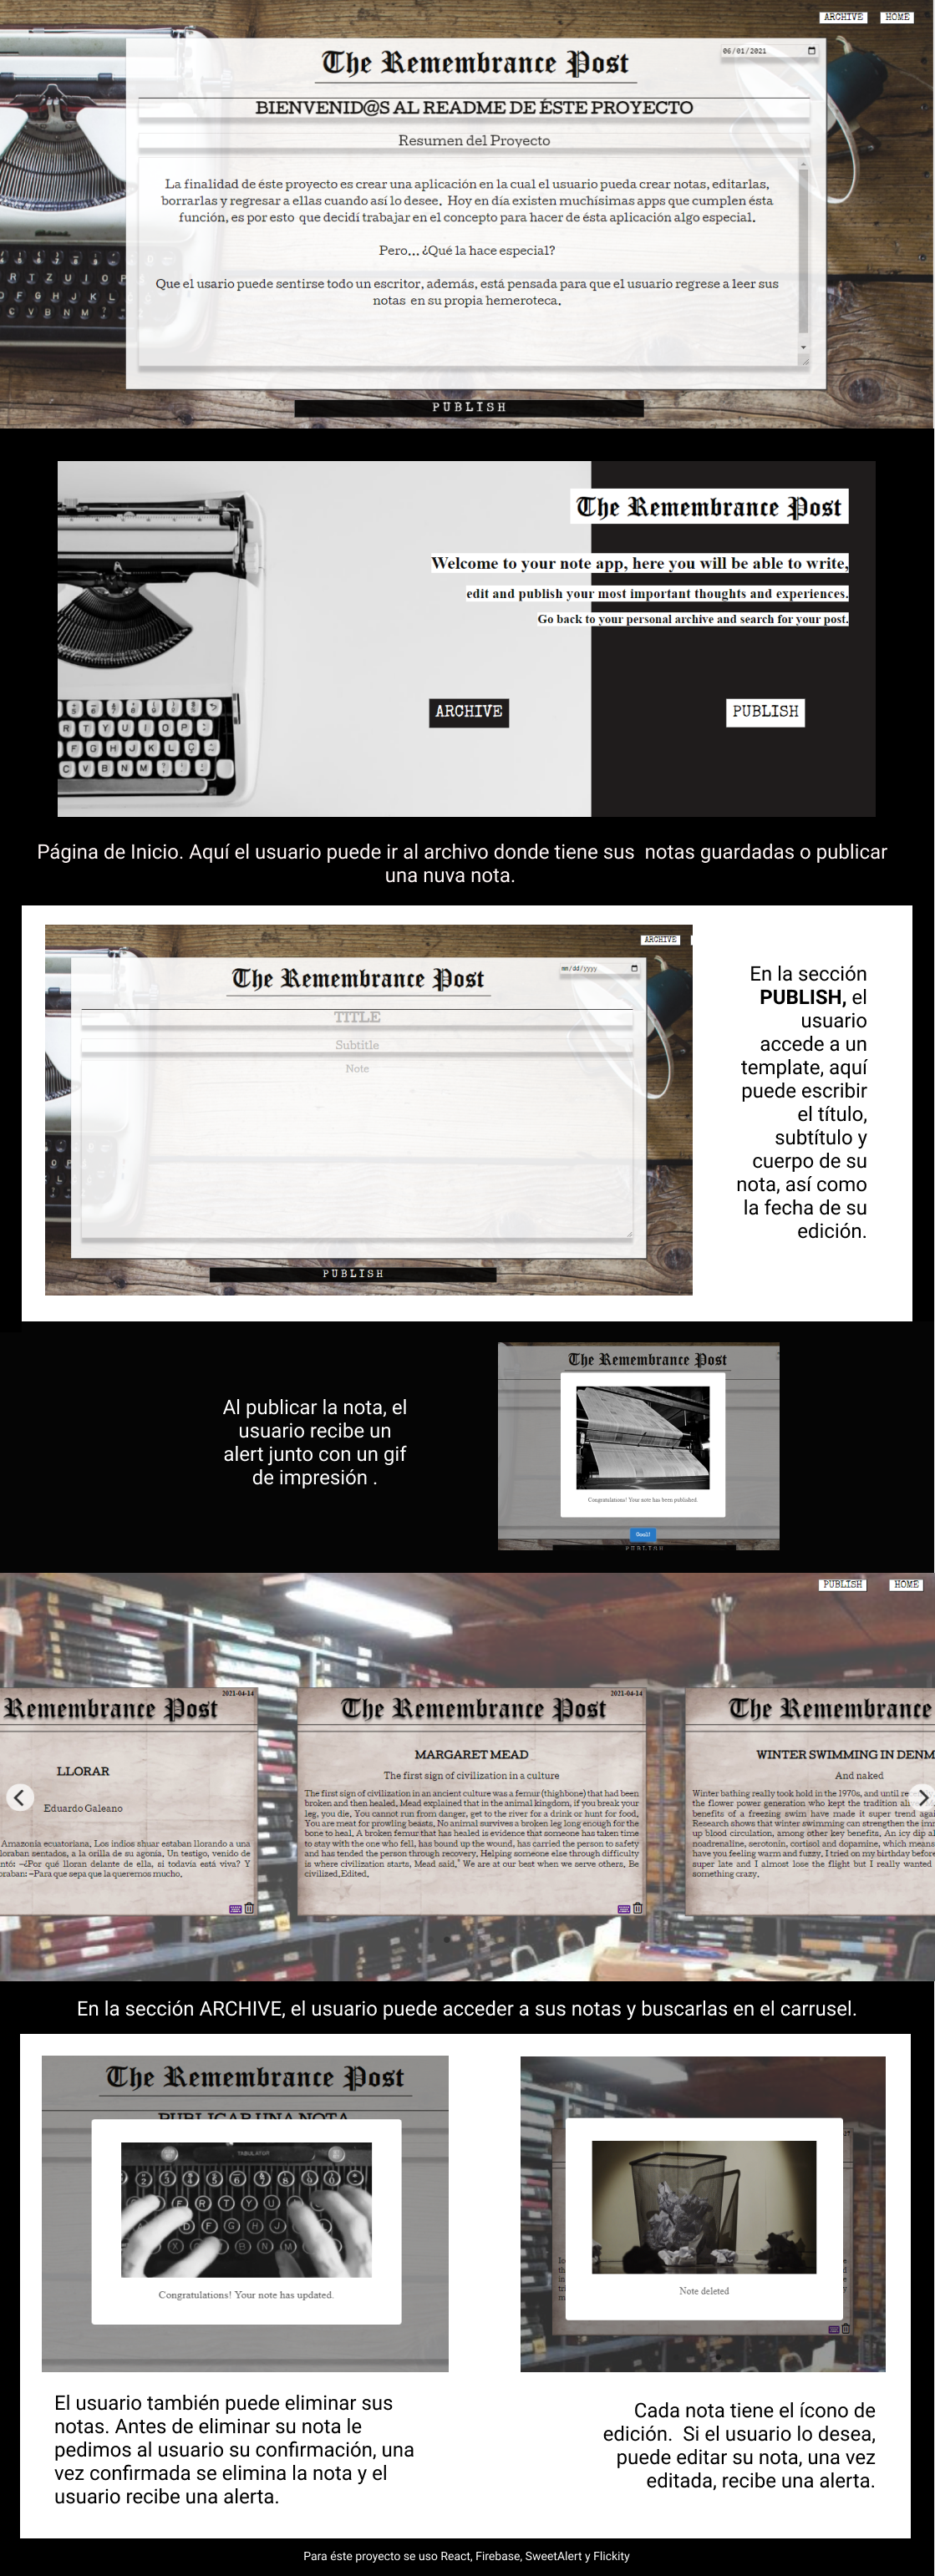 ARCHIVE
HOME
The Remembrance Post
06/01/2021
BIENVENID@S AL README DE ÉSTE PROYECTO
Resumen del Proyecto
La finalidad de éste proyecto es crear una aplicación en la cual el usuario pueda crear notas, editarlas,
borrarlas y regresar a ellas cuando así lo desee. Hoy en día existen muchísimas apps que cumplen ésta
función, es por esto que decidí trabajar en el concepto para hacer de ésta aplicación algo especial.
Pero... ¿Qué la hace especial?
Que el usario puede sentirse todo un escritor, además, está pensada para que el usuario regrese a leer sus
notas en su propia hemeroteca.
PUBLISH
The Remembrance Post
Welcome to your note app, here you will be able to write,
edit and publish your most important thoughts and experiences.
Go back to your personal archive and search for your post.
ARCHIVE
PUBLISH
Página de Inicio. Aquí el usuario puede ir al archivo donde tiene sus notas guardadas o publicar
una nuva nota.
ARCHIVE
The Remembrance Post
mm/dd/yyyy
TITLE
Subtitle
Note
PUBLISH
En la sección
PUBLISH, el
usuario
accede a un
template, aquí
puede escribir
el título,
subtítulo y
cuerpo de su
nota, así como
la fecha de su
edición.
Al publicar la nota, el
usuario recibe un
alert junto con un gif
de impresión .
The Remembrance Post
Congratulations! Your note has been published.
Cool!
PUBLISH
PUBLISH
HOME
2021-04-14
Remembrance Post
LLORAR
Eduardo Galeano
Amazonia ecuatoriana, Los indios shuar estaban llorando a una
loraban sentados, a la orilla de su agonía. Un testigo, venido de
ntó: –¿Por qué lloran delante de ella, si todavía está viva? Y
oraban: –Para que sepa que la queremos mucho.
2021-04-14
The Remembrance Post
MARGARET MEAD
The first sign of civilization in a culture
The first sign of civilization in an ancient culture was a femur (thighbone) that had been
broken and then healed. Mead explained that in the animal kingdom, if you break your
leg, you die. You cannot run from danger, get to the river for a drink or hunt for food.
You are meat for prowling beasts. No animal survives a broken leg long enough for the
bone to heal. A broken femur that has healed is evidence that someone has taken time
to stay with the one who fell, has bound up the wound, has carried the person to safety
and has tended the person through recovery. Helping someone else through difficulty
is where civilization starts, Mead said." We are at our best when we serve others. Be
civilized.Edited.
The Remembrance
WINTER SWIMMING IN DENM
And naked
Winter bathing really took hold in the 1970s, and until re
the flower power generation who kept the tradition ali
benefits of a freezing swim have made it super trend agai
Research shows that winter swimming can strengthen the im
up blood circulation, among other key benefits. An icy dip al
noadrenaline, serotonin, cortisol and dopamine, which means
have you feeling warm and fuzzy. I tried on my birthday before
super late and I almost lose the flight but I really wanted
something crazy.
En la sección ARCHIVE, el usuario puede acceder a sus notas y buscarlas en el carrusel.
The Remembrance Post
PUBLICAR UNA NOTA
TABULATOR
Congratulations! Your note has updated.
Note deleted
El usuario también puede eliminar sus
notas. Antes de eliminar su nota le
pedimos al usuario su confirmación, una
vez confirmada se elimina la nota y el
usuario recibe una alerta.
Cada nota tiene el ícono de
edición. Si el usuario lo desea,
puede editar su nota, una vez
editada, recibe una alerta.
Para éste proyecto se uso React, Firebase, SweetAlert y Flickity